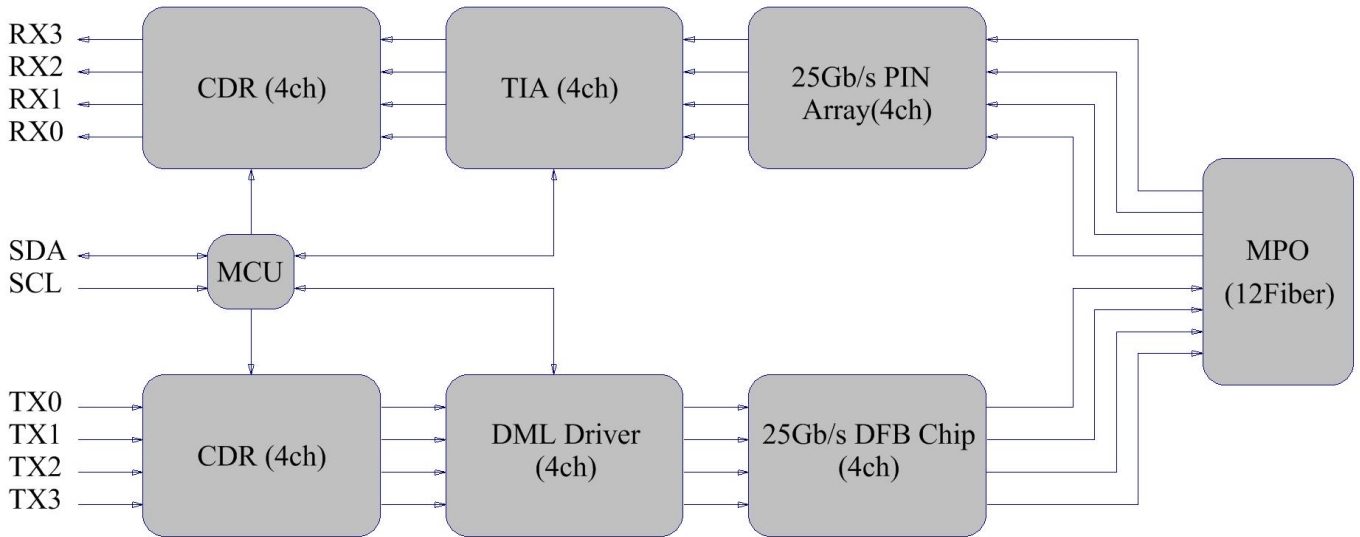 RX3
RX2
RX1
RX0
CDR (4ch)
TIA (4ch)
25Gb/s PIN
Array(4ch)
SDA
SCL
MCU
MPO
(12Fiber)
TX0
TX1
TX2
TX3
CDR (4ch)
DML Driver
(4ch)
25Gb/s DFB Chip
(4ch)